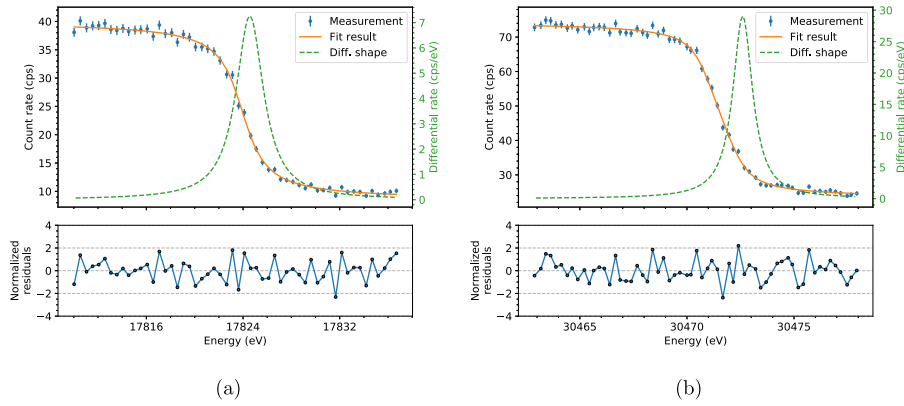 Measurement
Fit result
Diff. shape
Count rate (cps)
40
35
30
25
20
15
10
Differential rate (cps/eV)
7
6
5
4
3
2
1
0
Normalized
residuals
4
2
0
−2
−4
17816
17824
17832
Energy (eV)
(a)
Measurement
Fit result
Diff. shape
Count rate (cps)
70
60
50
40
30
Differential rate (cps/eV)
30
25
20
15
10
5
0
Normalized
residuals
4
2
0
−2
−4
30465
30470
30475
Energy (eV)
(b)